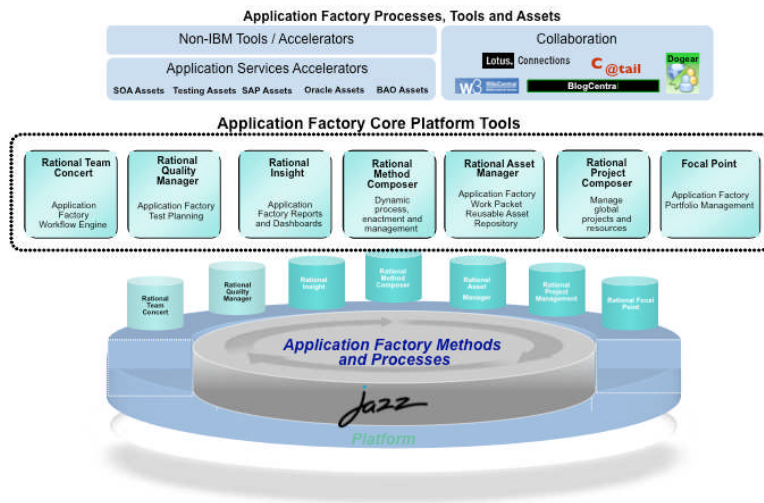 Application Factory Processes, Tools and Assets
Non-IBM Tools / Accelerators
Application Services Accelerators
SOA Assets Testing Assets SAP Assets Oracle Assets BAO Assets
Collaboration
Lotus. Connections
C@tail
Dogear
W3
BlogCentral
Application Factory Core Platform Tools
Rational Team
Concert
Application
Factory
Workflow Engine
Rational
Quality
Manager
Application Factory
Test Planning
Rational
Insight
Application
Factory Reports
and Dashboards
Rational
Method
Composer
Dynamic
process,
enactment and
management
Rational Asset
Manager
Application Factory
Work Packet
Reusable Asset
Repository
Rational
Project
Composer
Manage
global
projects and
resources
Focal Point
Application Factory
Portfolio Management
Rational
Team
Concert
Rational
Quality
Manager
Rational
Insight
Rational
Method
Composer
Rational
Asset
Manager
Rational
Project
Management
Rational Focal
Point
Application Factory Methods
and Processes
jazz
Platform